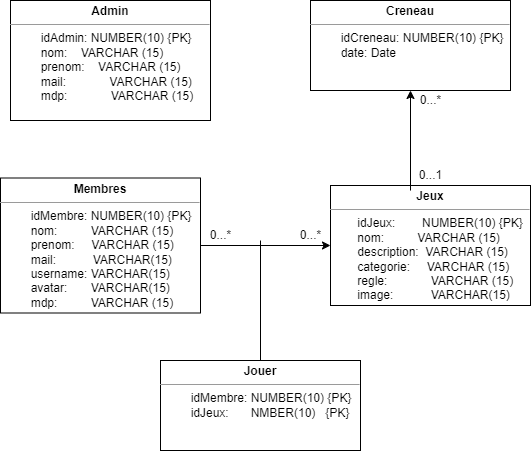 Admin
idAdmin: NUMBER(10) {PK}
nom: VARCHAR (15)
prenom: VARCHAR (15)
mail: VARCHAR (15)
mdp: VARCHAR (15)
Creneau
idCreneau: NUMBER(10) {PK}
date: Date
0...*
0...1
Membres
idMembre: NUMBER(10) {PK}
nom: VARCHAR (15)
prenom: VARCHAR (15)
mail: VARCHAR(15)
username: VARCHAR(15)
avatar: VARCHAR(15)
mdp: VARCHAR (15)
0...*
0...*
Jeux
idJeux: NUMBER(10) {PK}
nom: VARCHAR (15)
description: VARCHAR (15)
categorie: VARCHAR (15)
regle: VARCHAR (15)
image: VARCHAR(15)
Jouer
idMembre: NUMBER(10) {PK}
idJeux: NMBER(10) {PK}